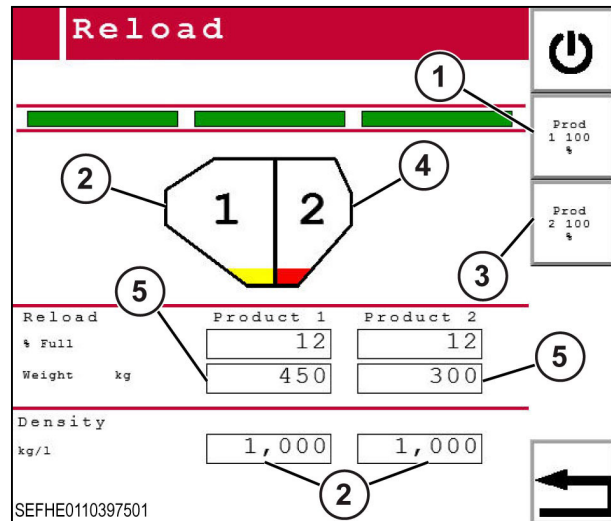 Reload
1
Prod
1 100
%
2
4
1 2
Prod
2 100
%
3
5
Reload Product 1 Product 2
% Full 12 12
5
Weight kg 450 300
Density
kg/l 1,000 1,000
2
SEFHE0110397501